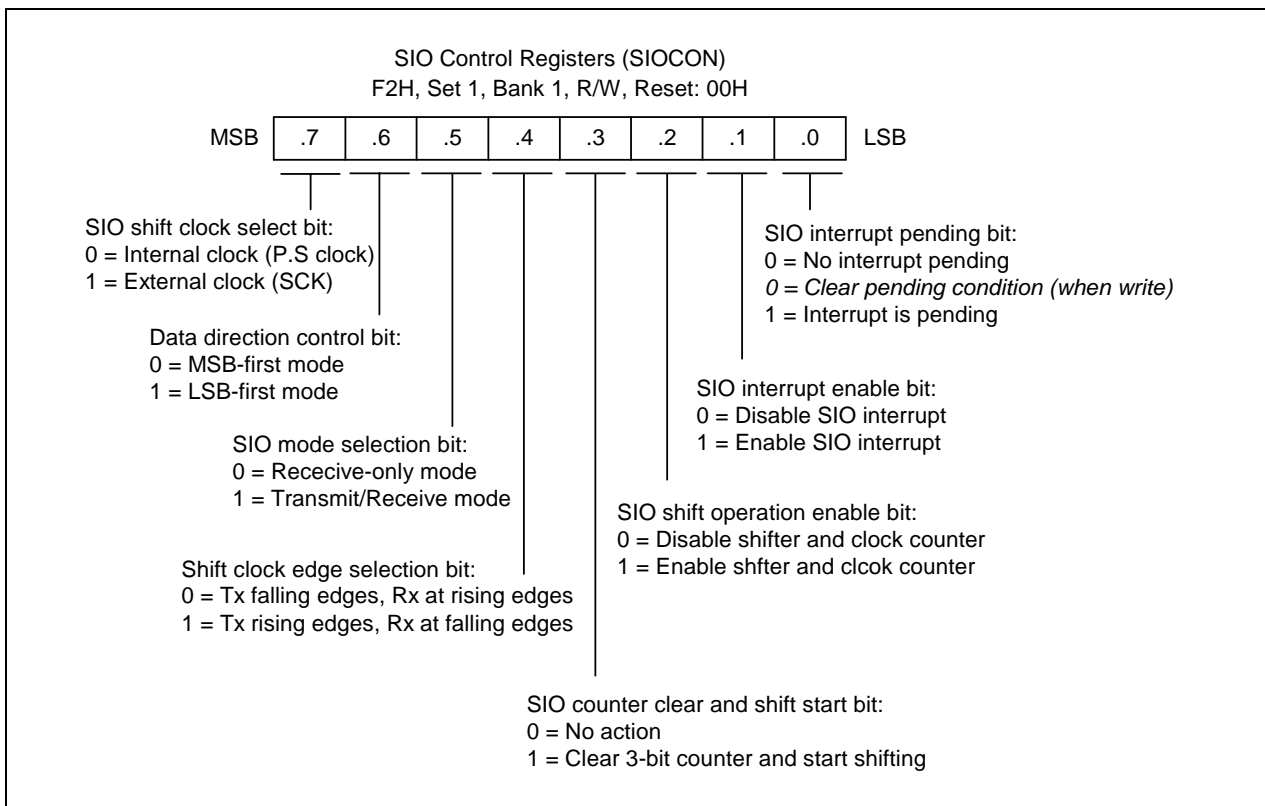 SIO Control Registers (SIOCON)
F2H, Set 1, Bank 1, R/W, Reset: 00H
MSB .7 .6 .5 .4 .3 .2 .1 .0 LSB
SIO shift clock select bit:
0 = Internal clock (P.S clock)
1 = External clock (SCK)
Data direction control bit:
0 = MSB-first mode
1 = LSB-first mode
SIO mode selection bit:
0 = Rececive-only mode
1 = Transmit/Receive mode
Shift clock edge selection bit:
0 = Tx falling edges, Rx at rising edges
1 = Tx rising edges, Rx at falling edges
SIO interrupt pending bit:
0 = No interrupt pending
0 = Clear pending condition (when write)
1 = Interrupt is pending
SIO interrupt enable bit:
0 = Disable SIO interrupt
1 = Enable SIO interrupt
SIO shift operation enable bit:
0 = Disable shifter and clock counter
1 = Enable shfter and clcok counter
SIO counter clear and shift start bit:
0 = No action
1 = Clear 3-bit counter and start shifting